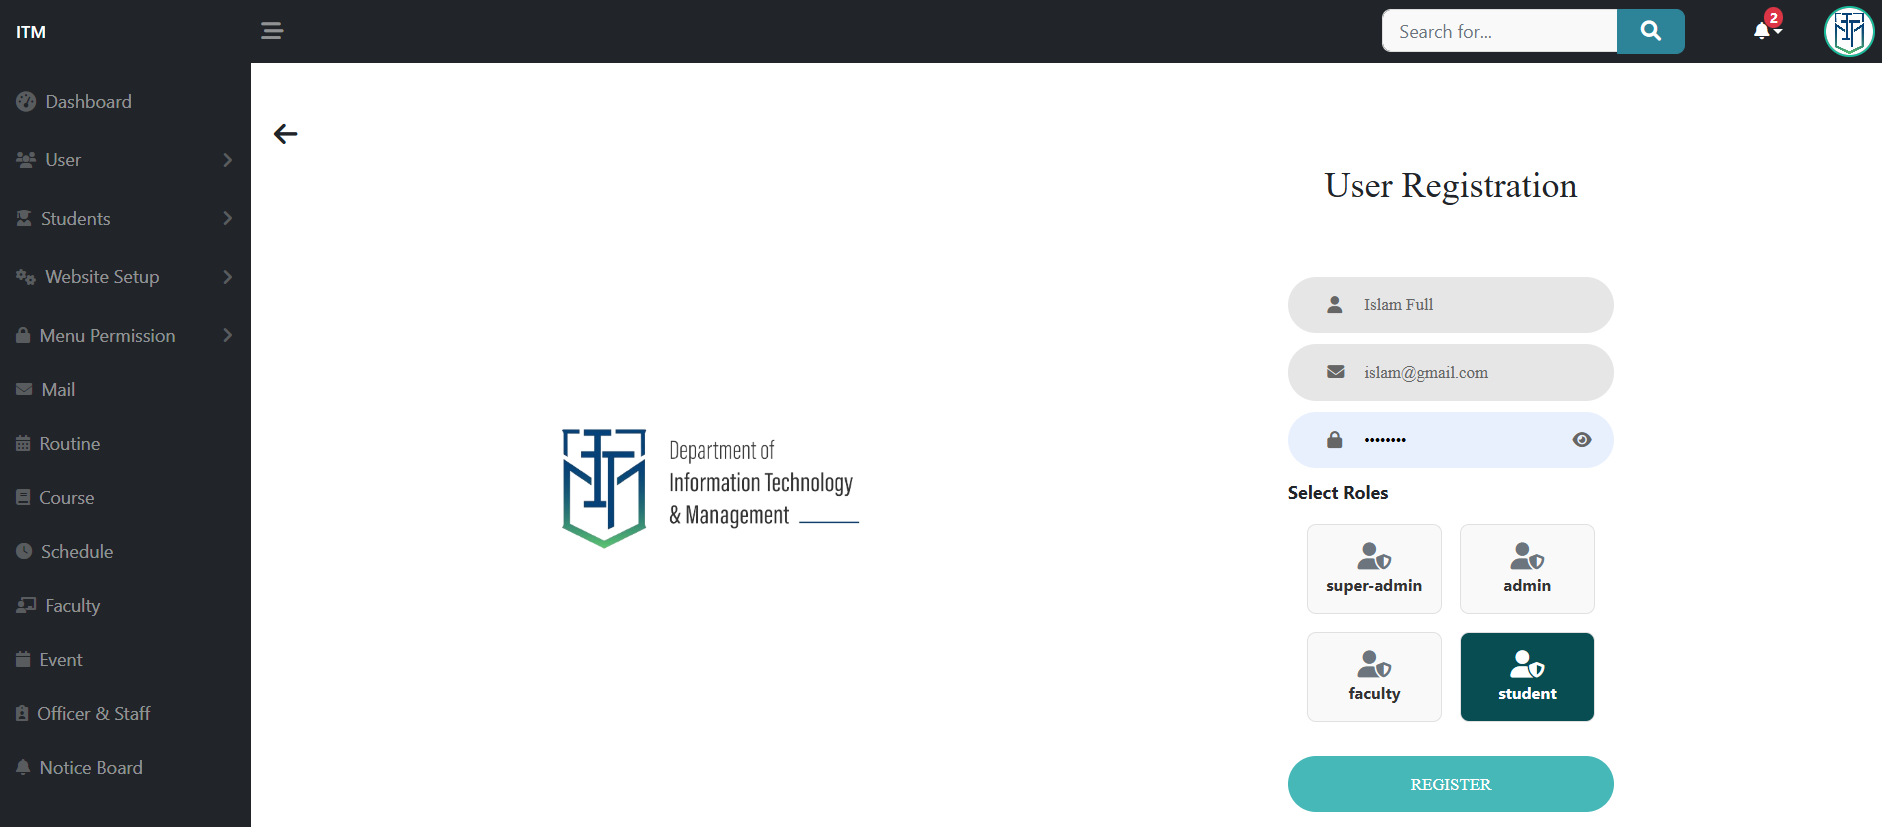 ITM
Search for...
2
Dashboard
User
Students
Website Setup
Menu Permission
Mail
Routine
Course
Schedule
Faculty
Event
Officer & Staff
Notice Board
Department of
Information Technology
& Management
User Registration
Islam Full
islam@gmail.com
••••••••
Select Roles
super-admin
admin
faculty
student
REGISTER